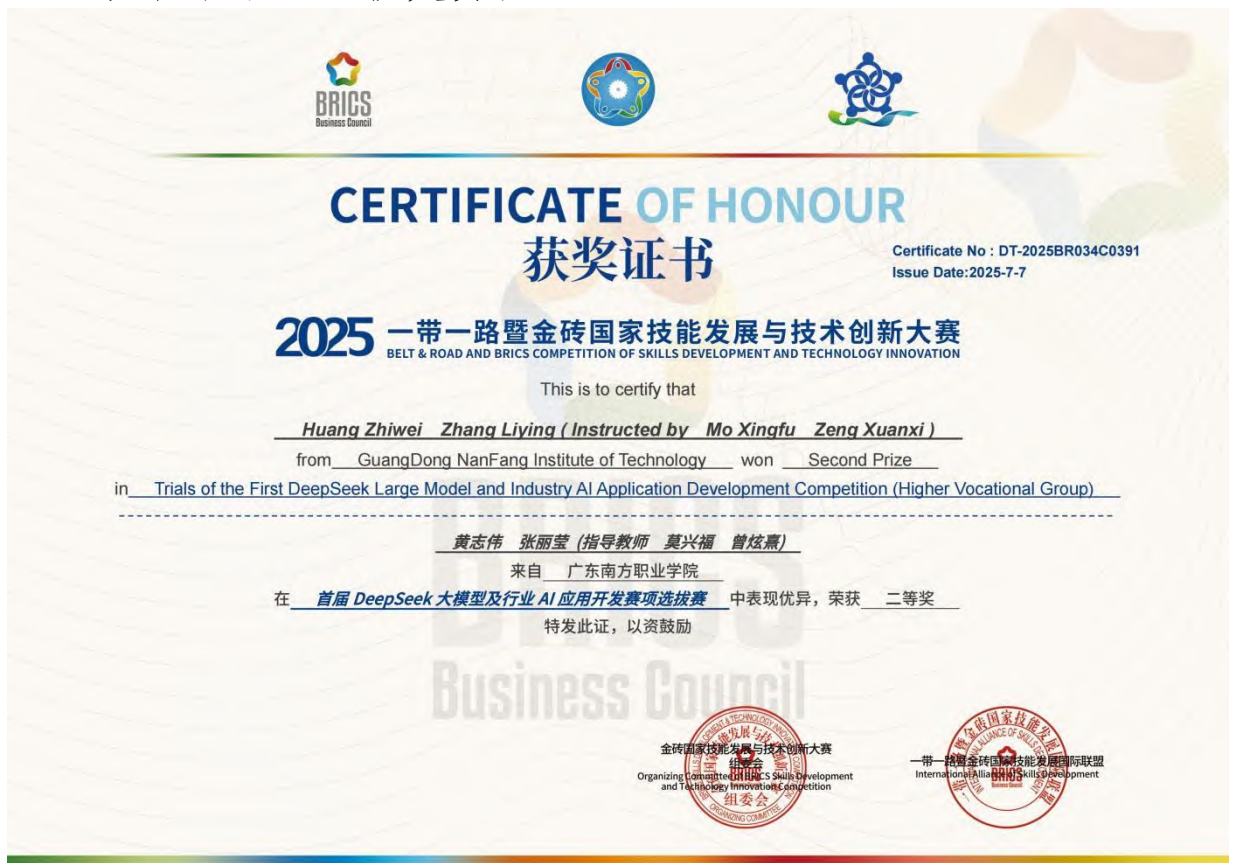 BRICS
Business Council
CERTIFICATE OF HONOUR
获奖证书
Certificate No : DT-2025BR034C0391
Issue Date:2025-7-7
2025 一带一路暨金砖国家技能发展与技术创新大赛
BELT & ROAD AND BRICS COMPETITION OF SKILLS DEVELOPMENT AND TECHNOLOGY INNOVATION
This is to certify that
Huang Zhiwei Zhang Liying ( Instructed by Mo Xingfu Zeng Xuanxi )
from GuangDong NanFang Institute of Technology won Second Prize
in Trials of the First DeepSeek Large Model and Industry AI Application Development Competition (Higher Vocational Group)
黄志伟 张丽莹 (指导教师 莫兴福 曾炫熹)
来自 广东南方职业学院
在 首届 DeepSeek 大模型及行业 AI 应用开发赛项选拔赛 中表现优异，荣获 二等奖
特发此证，以资鼓励
BRICS
Business Council
金砖国家技能发展与技术创新大赛
组委会
Organizing Committee of BRICS Skills Development
and Technology Innovation Competition
组委会
ORGANIZING COMMITTEE
一带一路暨金砖国家技能发展国际联盟
International Alliance of Skills Development
BRICS
Business Council